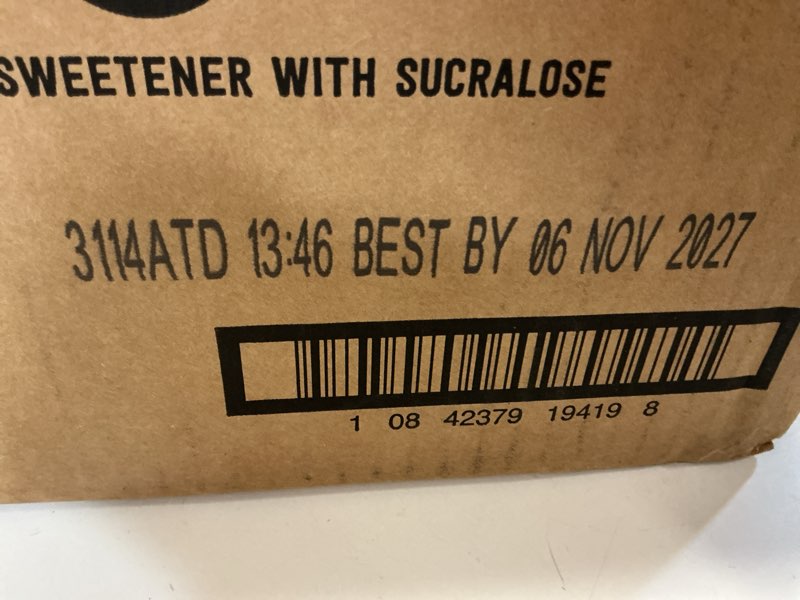 SWEETENER WITH SUCRALOSE
3114ATD 13:46 BEST BY 06 NOV 2027
1 08 42379 19419 8